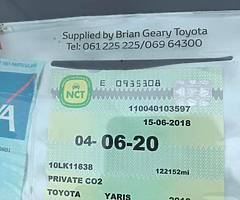 Supplied by Brian Geary Toyota
Tel: 061 225 225/069 64300
E 0935308
NCT
110040103597
15-06-2018
04-06-20
10LK11638
122152mi
PRIVATE CO2
TOYOTA YARIS